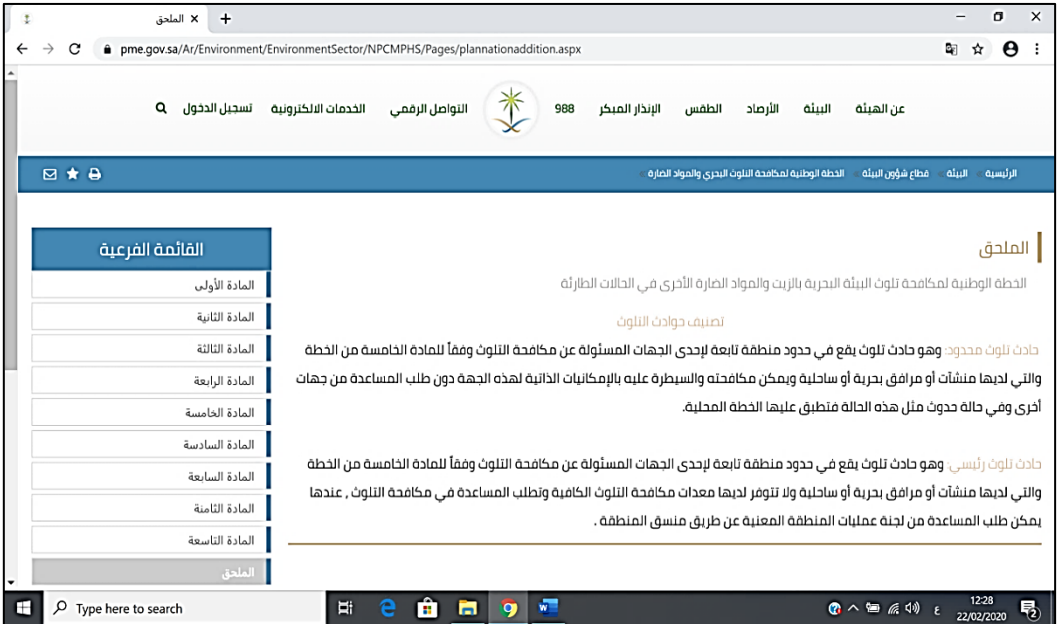 الملحق
pme.gov.sa/Ar/Environment/EnvironmentSector/NPCMPHS/Pages/plannationaddition.aspx
عن الهيئة البيئة الأرصاد الطقس الإنذار المبكر 988 التواصل الرقمي الخدمات الالكترونية تسجيل الدخول
الرئيسية البيئة قطاع شؤون البيئة الخطة الوطنية لمكافحة التلوث البحري والمواد الضارة
الملحق
الخطة الوطنية لمكافحة تلوث البيئة البحرية بالزيت والمواد الضارة الأخرى في الحالات الطارئة
تصنيف حوادث التلوث
حادث تلوث محدود: وهو حادث تلوث يقع في حدود منطقة تابعة لإحدى الجهات المسئولة عن مكافحة التلوث وفقاً للمادة الخامسة من الخطة
والتي لديها منشآت أو مرافق بحرية أو ساحلية ويمكن مكافحته والسيطرة عليه بالإمكانيات الذاتية لهذه الجهة دون طلب المساعدة من جهات
أخرى وفي حالة حدوث مثل هذه الحالة فتطبق عليها الخطة المحلية.
حادث تلوث رئيسي: وهو حادث تلوث يقع في حدود منطقة تابعة لإحدى الجهات المسئولة عن مكافحة التلوث وفقاً للمادة الخامسة من الخطة
والتي لديها منشآت أو مرافق بحرية أو ساحلية ولا تتوفر لديها معدات مكافحة التلوث الكافية وتطلب المساعدة في مكافحة التلوث , عندها
يمكن طلب المساعدة من لجنة عمليات المنطقة المعنية عن طريق منسق المنطقة .
القائمة الفرعية
المادة الأولى
المادة الثانية
المادة الثالثة
المادة الرابعة
المادة الخامسة
المادة السادسة
المادة السابعة
المادة الثامنة
المادة التاسعة
الملحق
Type here to search
ع
12:28
22/02/2020
2